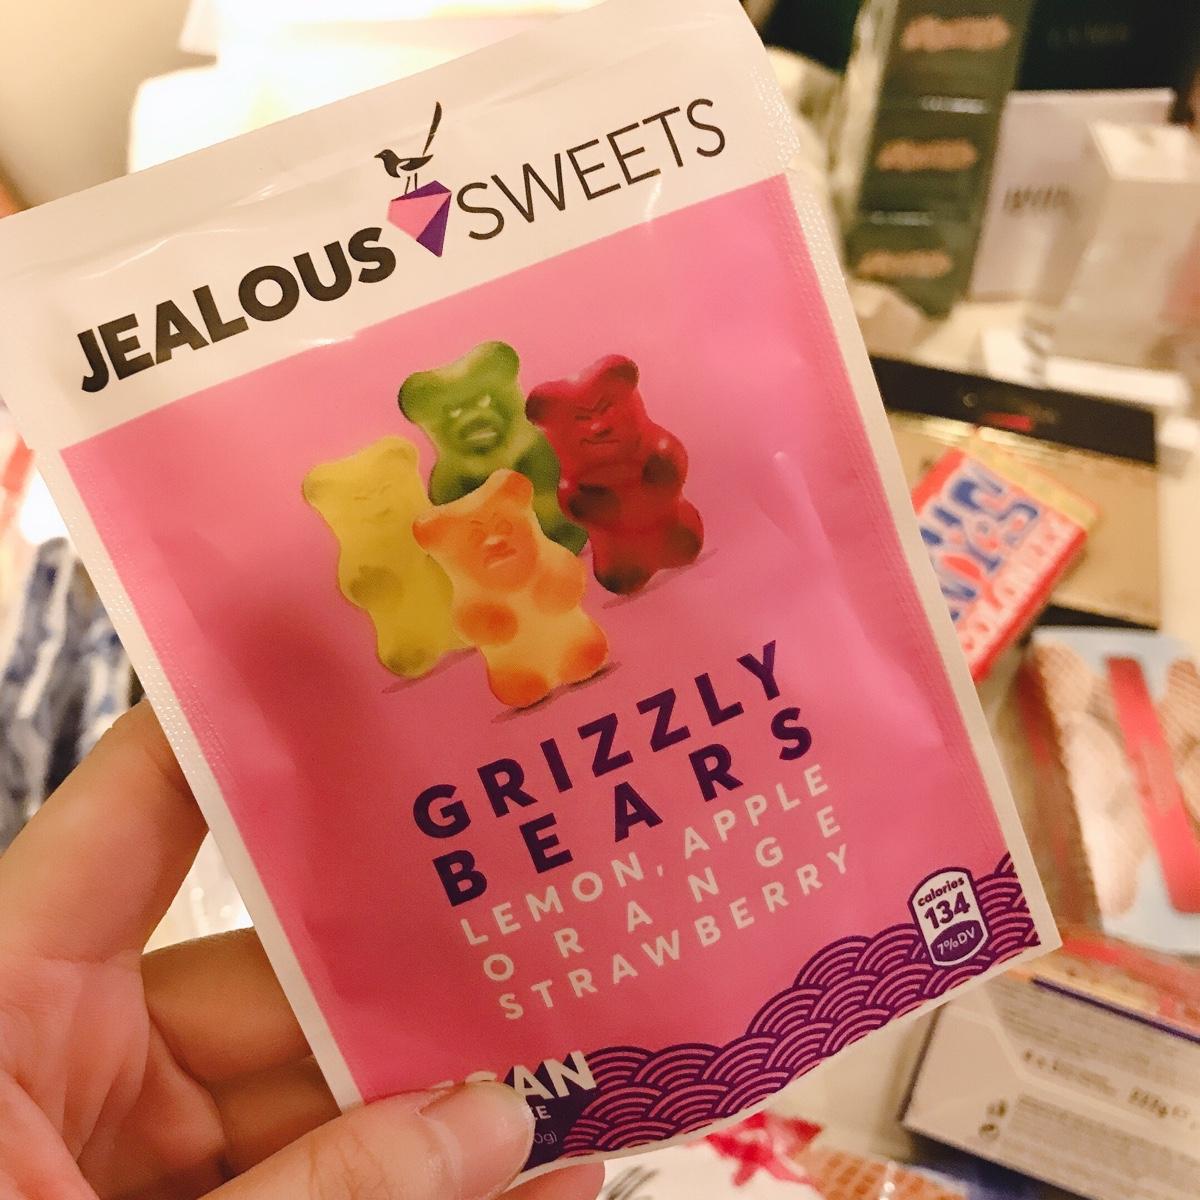 JEALOUS SWEETS
GRIZZLY
BEARS
LEMON, APPLE
ORANGE
STRAWBERRY
calories
134
7%DV